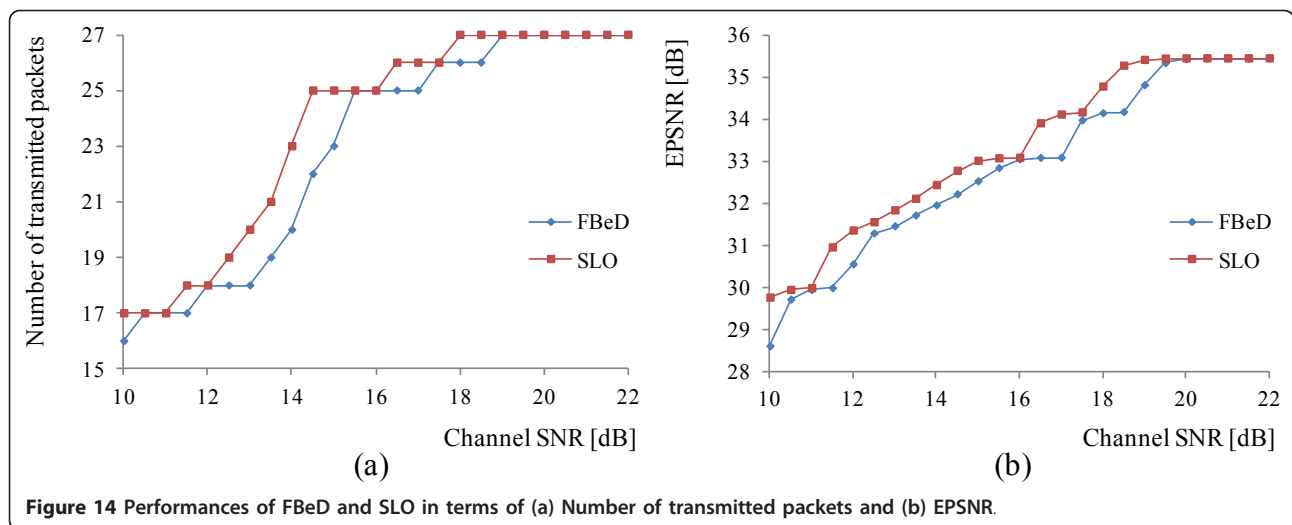 Number of transmitted packets
27
25
23
21
19
17
15
10 12 14 16 18 20 22
FBeD
SLO
Channel SNR [dB]
(a)
EPSNR [dB]
36
35
34
33
32
31
30
29
28
10 12 14 16 18 20 22
FBeD
SLO
Channel SNR [dB]
(b)
Figure 14 Performances of FBeD and SLO in terms of (a) Number of transmitted packets and (b) EPSNR.